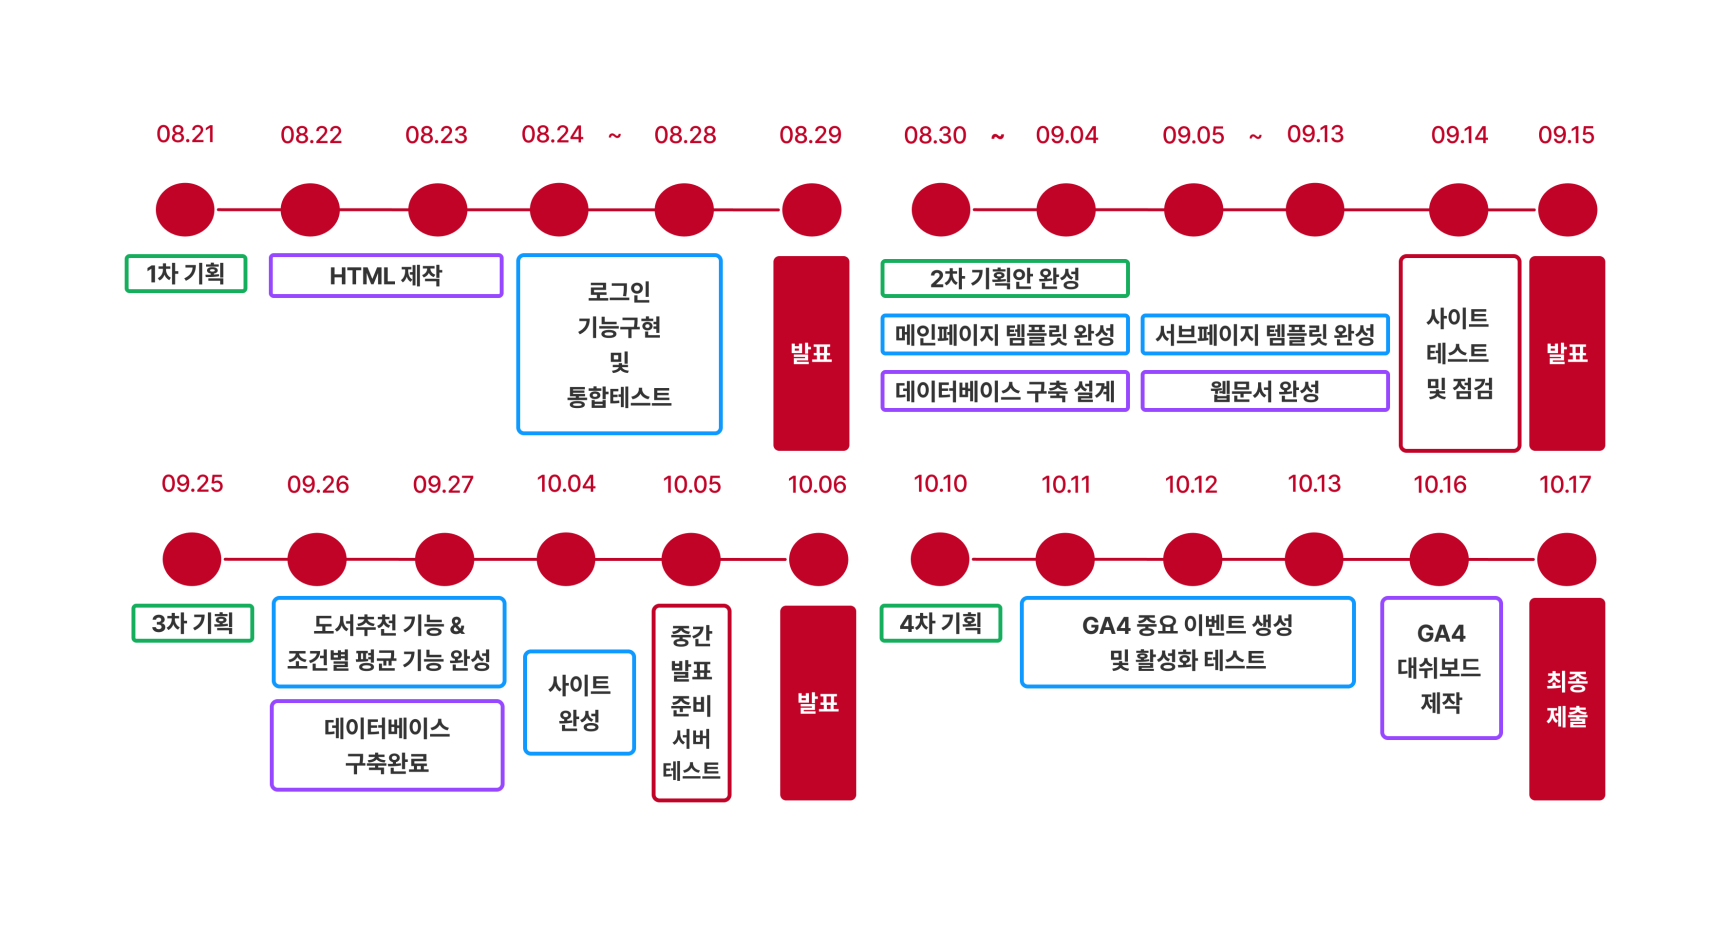 08.21 08.22 08.23 08.24 ~ 08.28 08.29
1차 기획
HTML 제작
로그인
기능구현
및
통합테스트
발표
08.30 ~ 09.04 09.05 ~ 09.13 09.14 09.15
2차 기획안 완성
메인페이지 템플릿 완성
데이터베이스 구축 설계
서브페이지 템플릿 완성
웹문서 완성
사이트
테스트
및 점검
발표
09.25 09.26 09.27 10.04 10.05 10.06
3차 기획
도서추천 기능 &
조건별 평균 기능 완성
데이터베이스
구축완료
사이트
완성
중간
발표
준비
서버
테스트
발표
10.10 10.11 10.12 10.13 10.16 10.17
4차 기획
GA4 중요 이벤트 생성
및 활성화 테스트
GA4
대쉬보드
제작
최종
제출